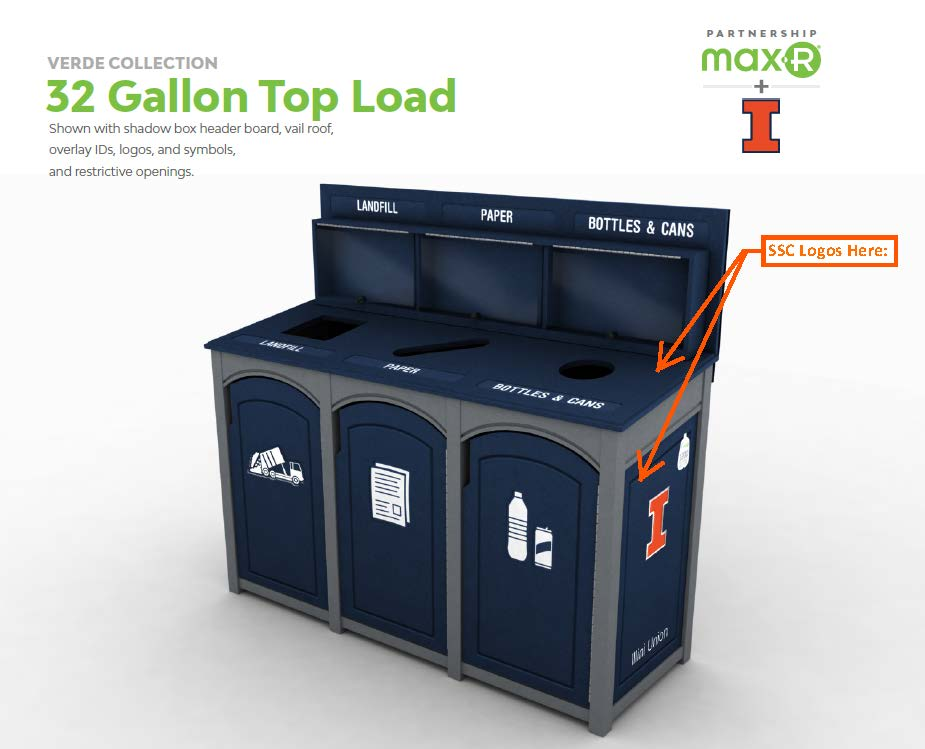 VERDE COLLECTION
32 Gallon Top Load
Shown with shadow box header board, vail roof,
overlay IDs, logos, and symbols,
and restrictive openings.
PARTNERSHIP
max-R
+
I
LANDFILL
PAPER
BOTTLES & CANS
SSC Logos Here:
LANDFILL
PAPER
BOTTLES & CANS
I
Illini Union